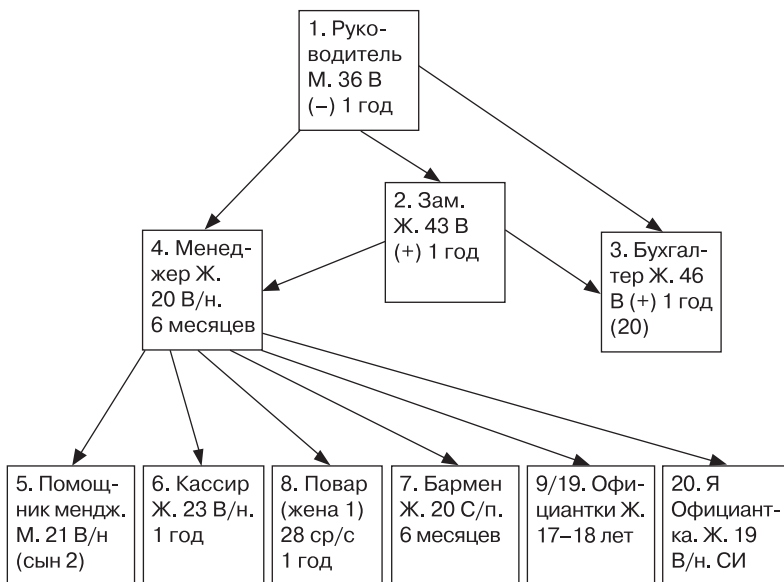 1. Руко-
водитель
М. 36 В
(–) 1 год
2. Зам.
Ж. 43 В
(+) 1 год
4. Менед-
жер Ж.
20 В/н.
6 месяцев
3. Бухгал-
тер Ж. 46
В (+) 1 год
(20)
5. Помощ-
ник мендж.
М. 21 В/н
(сын 2)
6. Кассир
Ж. 23 В/н.
1 год
8. Повар
(жена 1)
28 ср/с
1 год
7. Бармен
Ж. 20 С/п.
6 месяцев
9/19. Офи-
циантки Ж.
17–18 лет
20. Я
Официант-
ка. Ж. 19
В/н. СИ